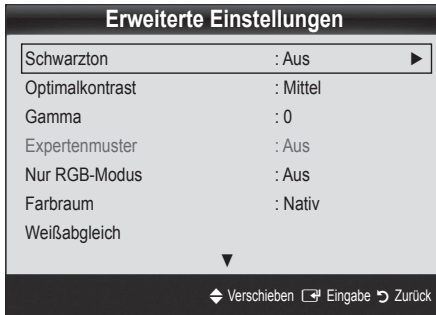 Erweiterte Einstellungen
Schwarzton : Aus ▶
Optimalkontrast : Mittel
Gamma : 0
Expertenmuster : Aus
Nur RGB-Modus : Aus
Farbraum : Nativ
Weißabgleich
▼
Verschieben Eingabe Zurück